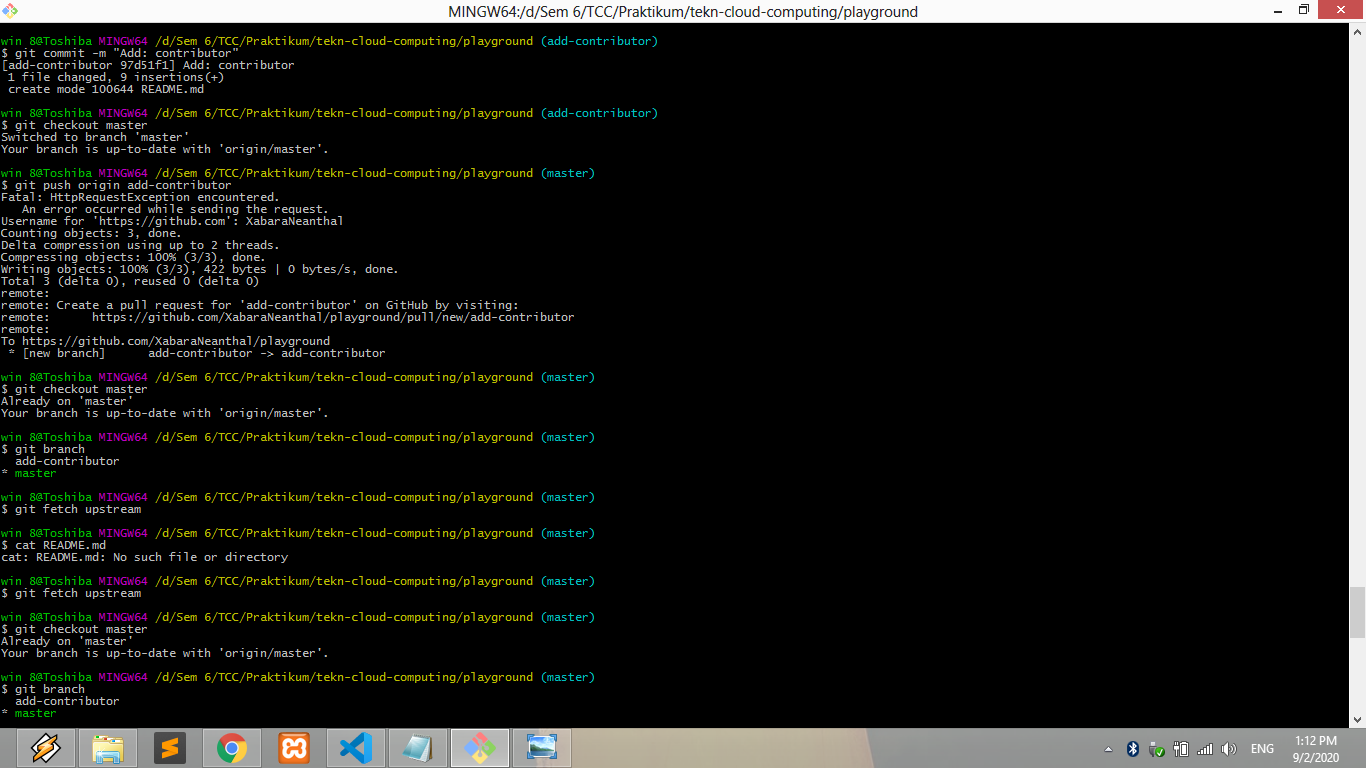 MINGW64:/d/Sem 6/TCC/Praktikum/tekn-cloud-computing/playground
win 8@Toshiba MINGW64 /d/Sem 6/TCC/Praktikum/tekn-cloud-computing/playground (add-contributor)
$ git commit -m "Add: contributor"
[add-contributor 97d51f1] Add: contributor
 1 file changed, 9 insertions(+)
 create mode 100644 README.md
win 8@Toshiba MINGW64 /d/Sem 6/TCC/Praktikum/tekn-cloud-computing/playground (add-contributor)
$ git checkout master
Switched to branch 'master'
Your branch is up-to-date with 'origin/master'.
win 8@Toshiba MINGW64 /d/Sem 6/TCC/Praktikum/tekn-cloud-computing/playground (master)
$ git push origin add-contributor
Fatal: HttpRequestException encountered.
   An error occurred while sending the request.
Username for 'https://github.com': XabaraNeanthal
Counting objects: 3, done.
Delta compression using up to 2 threads.
Compressing objects: 100% (3/3), done.
Writing objects: 100% (3/3), 422 bytes | 0 bytes/s, done.
Total 3 (delta 0), reused 0 (delta 0)
remote:
remote: Create a pull request for 'add-contributor' on GitHub by visiting:
remote:      https://github.com/XabaraNeanthal/playground/pull/new/add-contributor
remote:
To https://github.com/XabaraNeanthal/playground
 * [new branch]      add-contributor -> add-contributor
win 8@Toshiba MINGW64 /d/Sem 6/TCC/Praktikum/tekn-cloud-computing/playground (master)
$ git checkout master
Already on 'master'
Your branch is up-to-date with 'origin/master'.
win 8@Toshiba MINGW64 /d/Sem 6/TCC/Praktikum/tekn-cloud-computing/playground (master)
$ git branch
  add-contributor
* master
win 8@Toshiba MINGW64 /d/Sem 6/TCC/Praktikum/tekn-cloud-computing/playground (master)
$ git fetch upstream
win 8@Toshiba MINGW64 /d/Sem 6/TCC/Praktikum/tekn-cloud-computing/playground (master)
$ cat README.md
cat: README.md: No such file or directory
win 8@Toshiba MINGW64 /d/Sem 6/TCC/Praktikum/tekn-cloud-computing/playground (master)
$ git fetch upstream
win 8@Toshiba MINGW64 /d/Sem 6/TCC/Praktikum/tekn-cloud-computing/playground (master)
$ git checkout master
Already on 'master'
Your branch is up-to-date with 'origin/master'.
win 8@Toshiba MINGW64 /d/Sem 6/TCC/Praktikum/tekn-cloud-computing/playground (master)
$ git branch
  add-contributor
* master
ENG
1:12 PM
9/2/2020